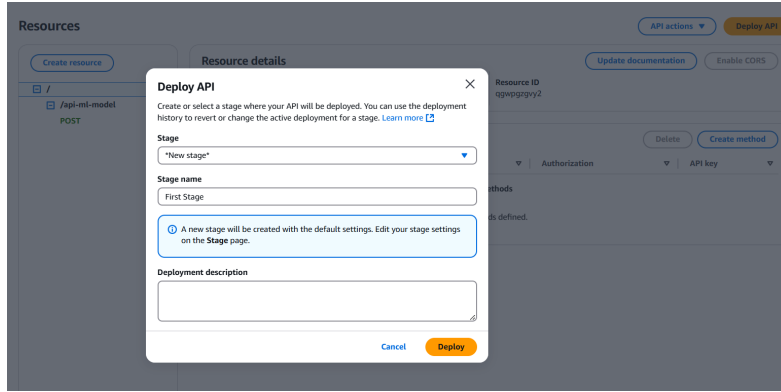 Resources
API actions
Deploy API
Create resource
Resource details
Update documentation
Enable CORS
/
/api-ml-model
POST
Resource ID
qgwpgzgvy2
Delete
Create method
Authorization
API key
ethods
ds defined.
Deploy API
Create or select a stage where your API will be deployed. You can use the deployment
history to revert or change the active deployment for a stage. Learn more
Stage
*New stage*
Stage name
First Stage
A new stage will be created with the default settings. Edit your stage settings
on the Stage page.
Deployment description
Cancel
Deploy